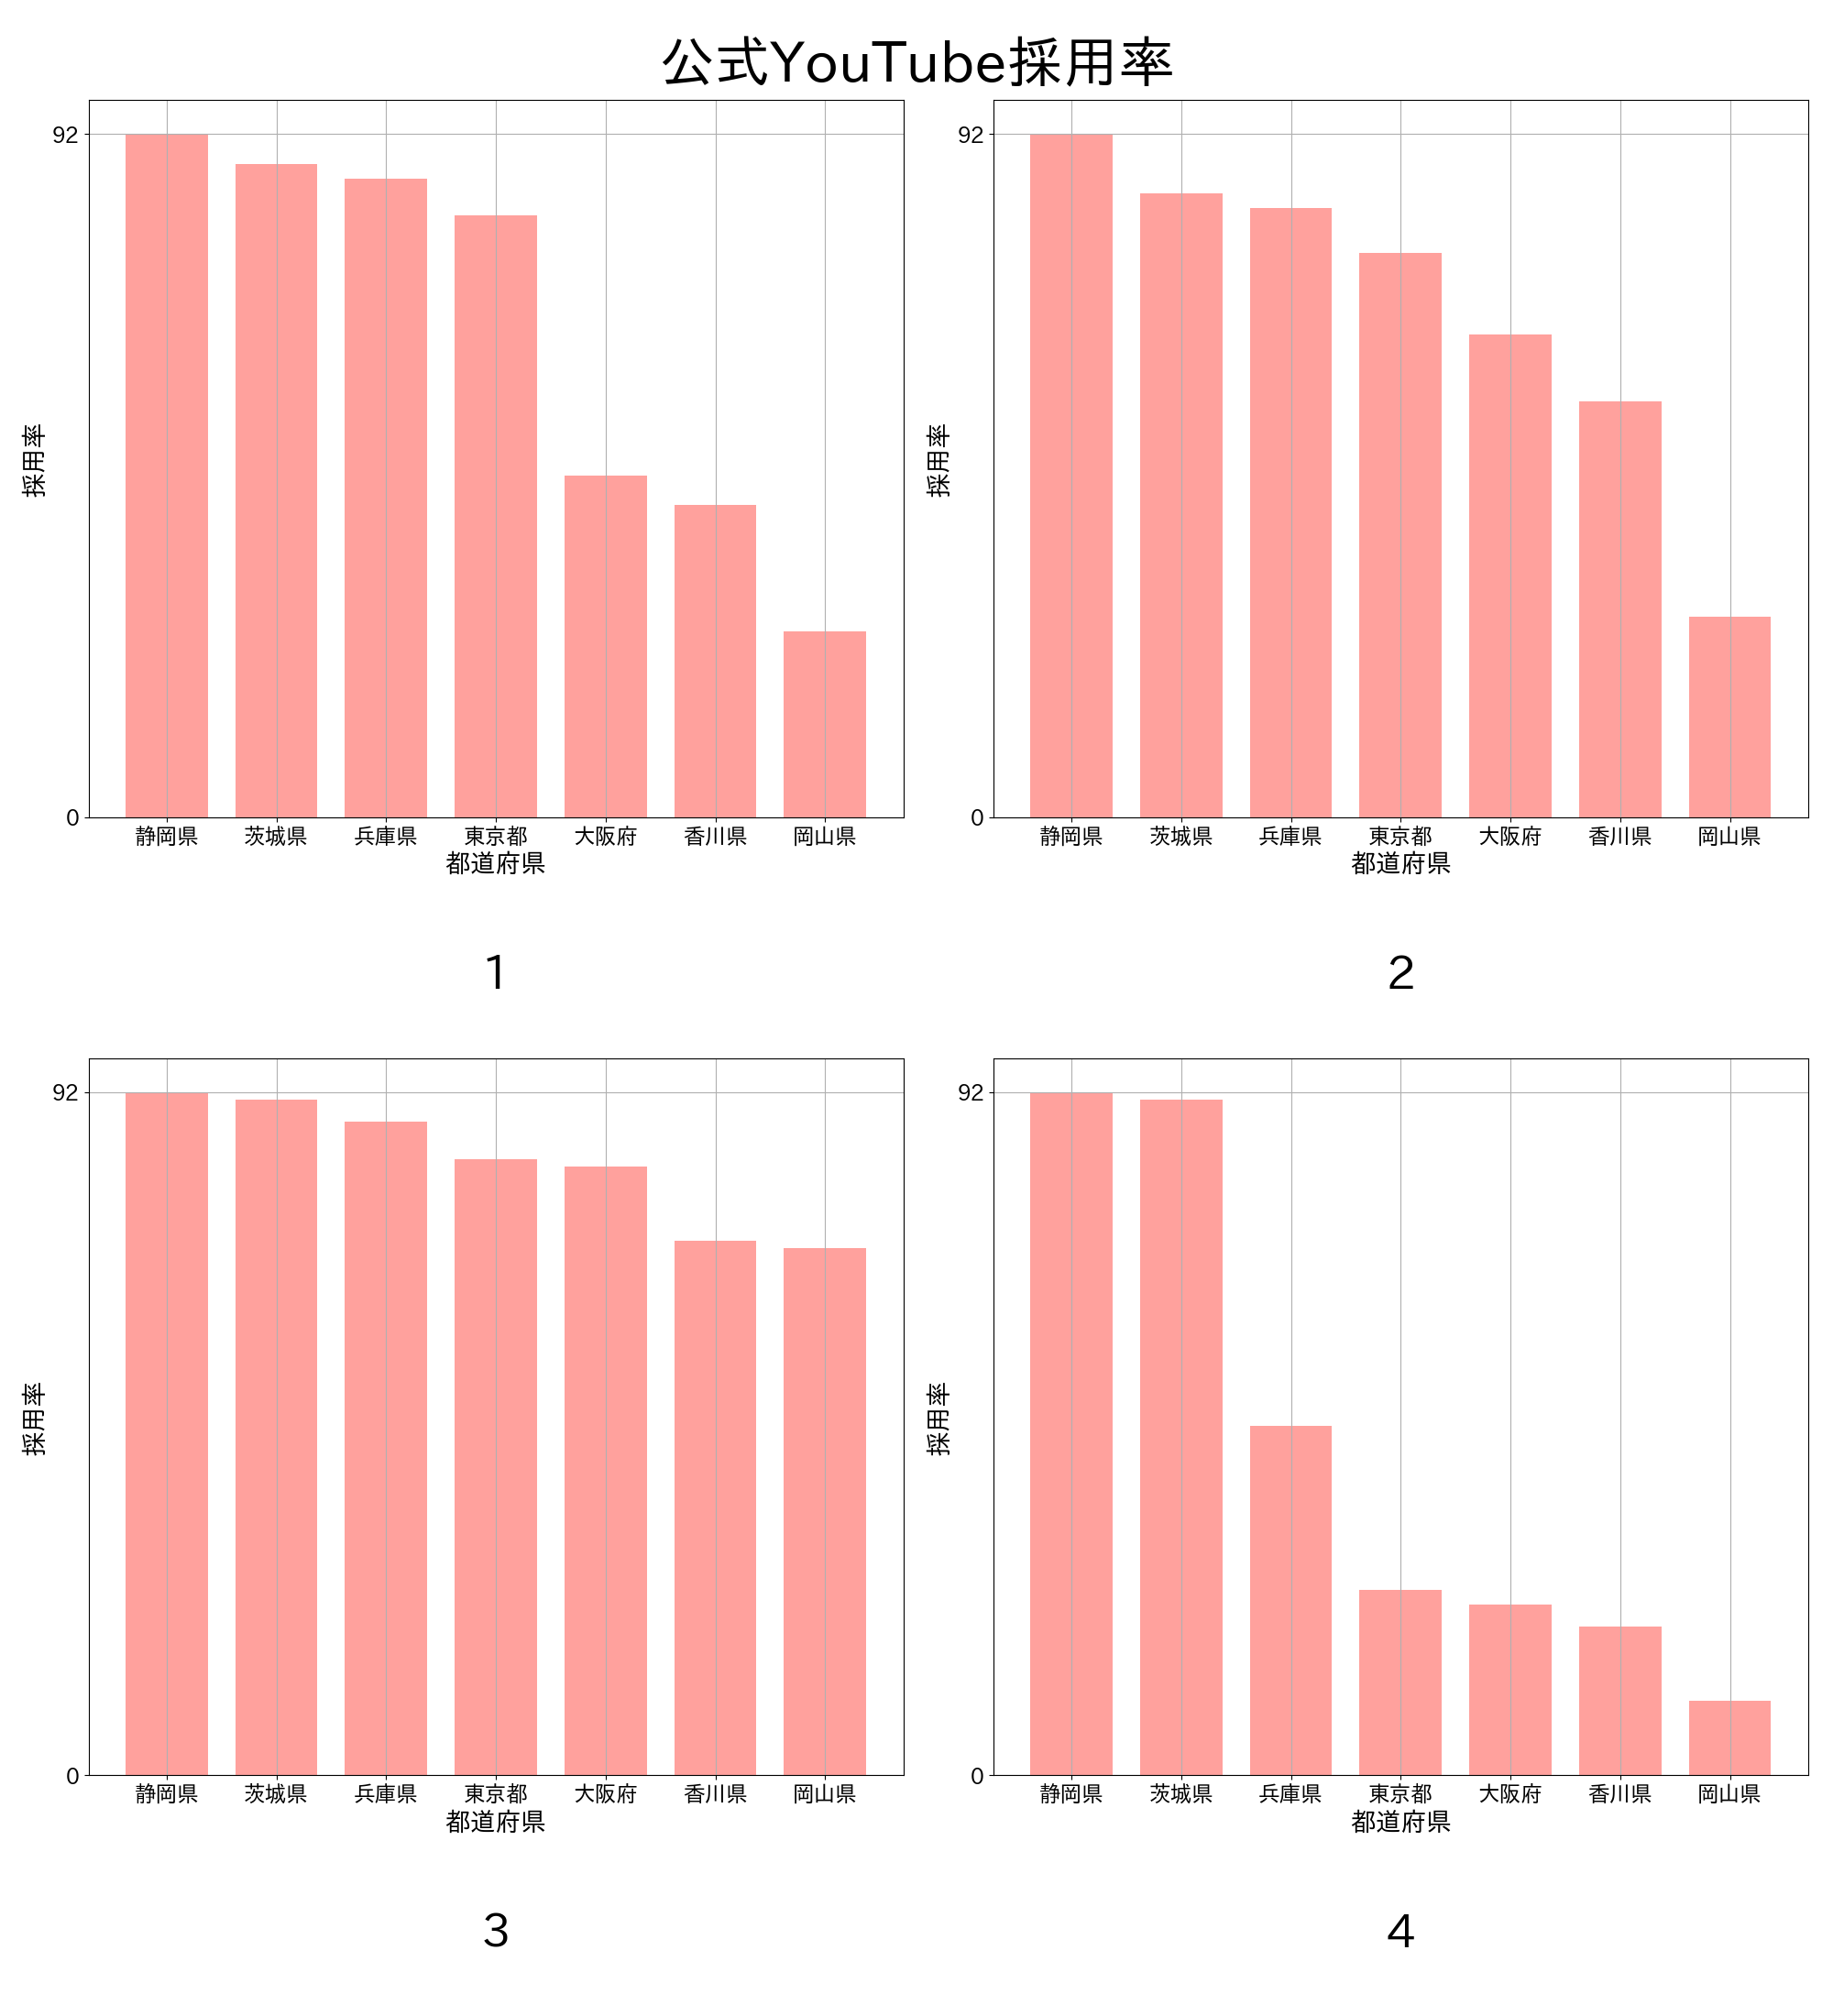 公式YouTube採用率
92
0
採用率
静岡県 茨城県 兵庫県 東京都 大阪府 香川県 岡山県
都道府県
1
92
0
採用率
静岡県 茨城県 兵庫県 東京都 大阪府 香川県 岡山県
都道府県
2
92
0
採用率
静岡県 茨城県 兵庫県 東京都 大阪府 香川県 岡山県
都道府県
3
92
0
採用率
静岡県 茨城県 兵庫県 東京都 大阪府 香川県 岡山県
都道府県
4